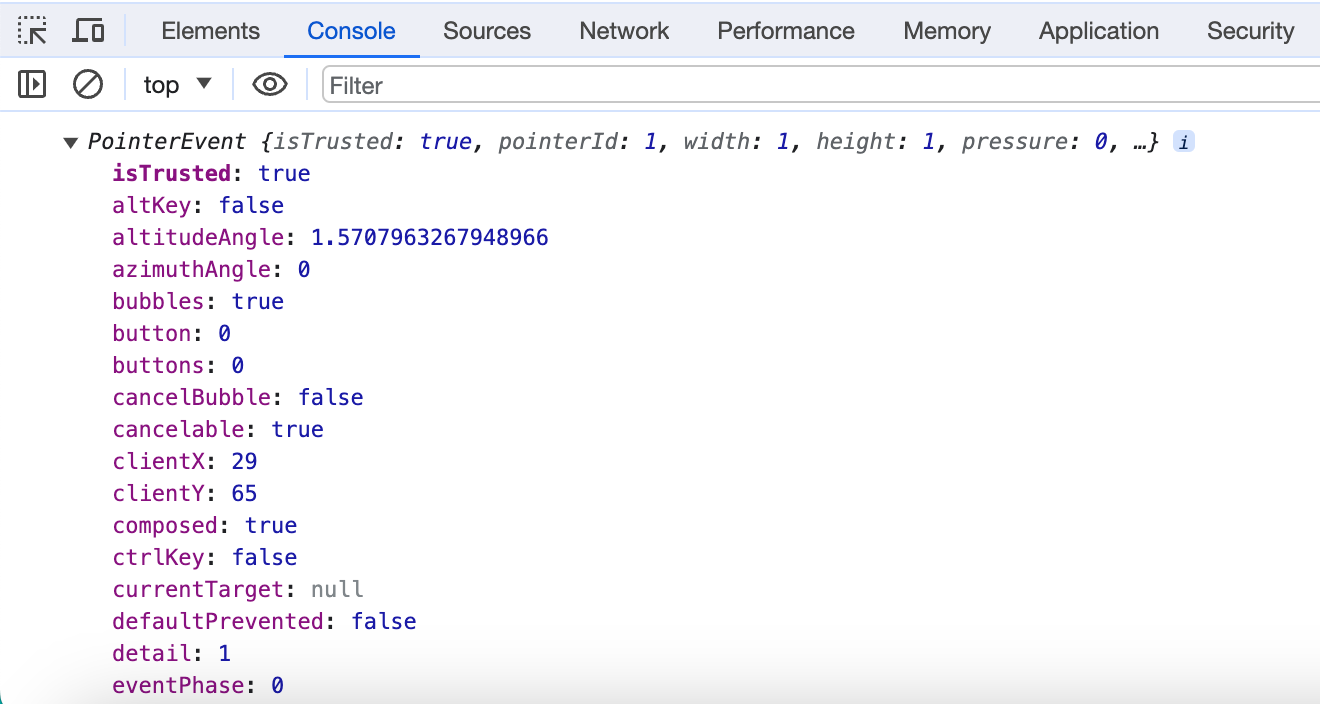 Elements Console Sources Network Performance Memory Application Security
top ▼ Filter
▼ PointerEvent {isTrusted: true, pointerId: 1, width: 1, height: 1, pressure: 0, …} i
isTrusted: true
altKey: false
altitudeAngle: 1.5707963267948966
azimuthAngle: 0
bubbles: true
button: 0
buttons: 0
cancelBubble: false
cancelable: true
clientX: 29
clientY: 65
composed: true
ctrlKey: false
currentTarget: null
defaultPrevented: false
detail: 1
eventPhase: 0